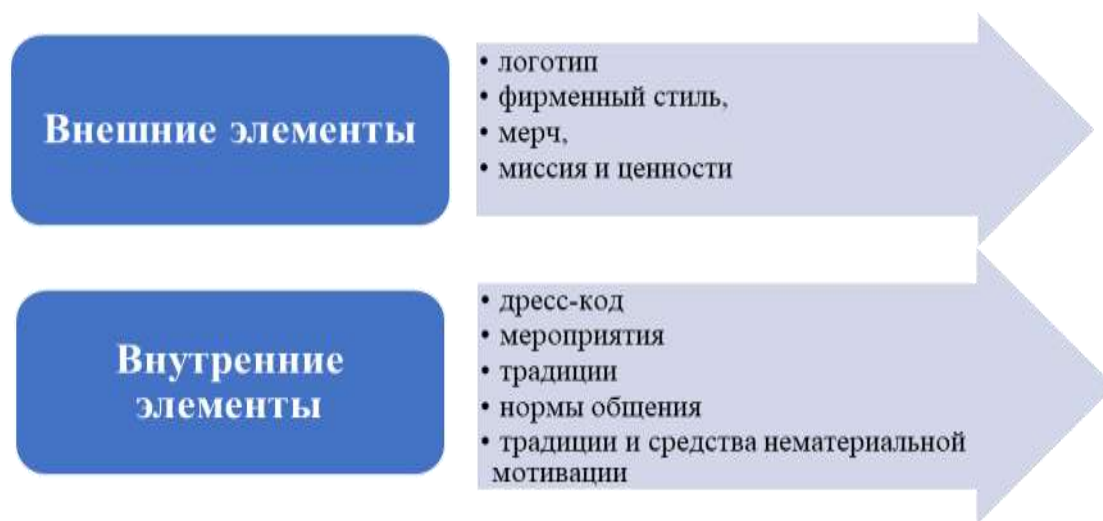 Внешние элементы
• логотип
• фирменный стиль,
• мерч,
• миссия и ценности
Внутренние
элементы
• дресс-код
• мероприятия
• традиции
• нормы общения
• традиции и средства нематериальной
мотивации